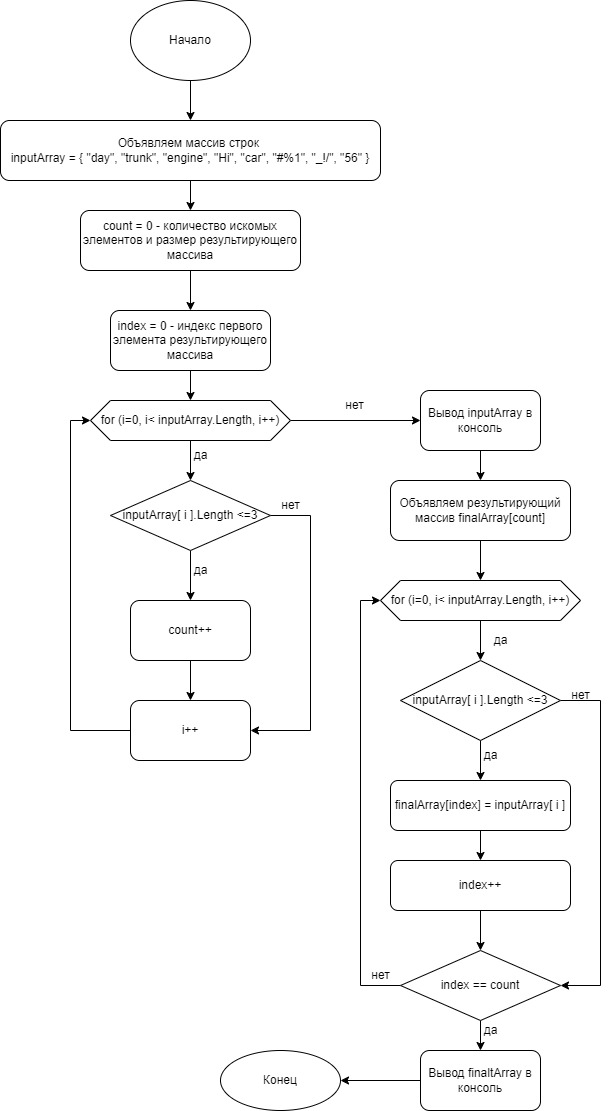 Начало
Объявляем массив строк
inputArray = { "day", "trunk", "engine", "Hi", "car", "#%1", "_!/", "56" }
count = 0 - количество искомых
элементов и размер результирующего
массива
index = 0 - индекс первого
элемента результирующего
массива
for (i=0, i< inputArray.Length, i++)
да
нет
inputArray[ i ].Length <=3
нет
да
count++
i++
Вывод inputArray в
консоль
Объявляем результирующий
массив finalArray[count]
for (i=0, i< inputArray.Length, i++)
да
inputArray[ i ].Length <=3
нет
да
finalArray[index] = inputArray[ i ]
index++
index == count
нет
да
Вывод finaltArray в
консоль
Конец